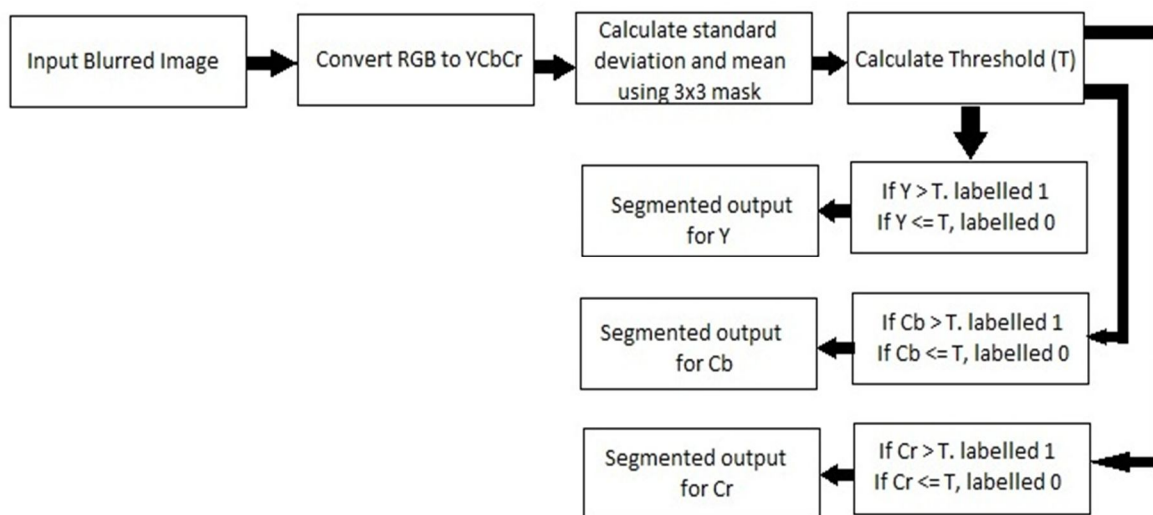 Input Blurred Image
Convert RGB to YCbCr
Calculate standard
deviation and mean
using 3x3 mask
Calculate Threshold (T)
If Y > T. labelled 1
If Y <= T, labelled 0
Segmented output
for Y
If Cb > T. labelled 1
If Cb <= T, labelled 0
Segmented output
for Cb
If Cr > T. labelled 1
If Cr <= T, labelled 0
Segmented output
for Cr